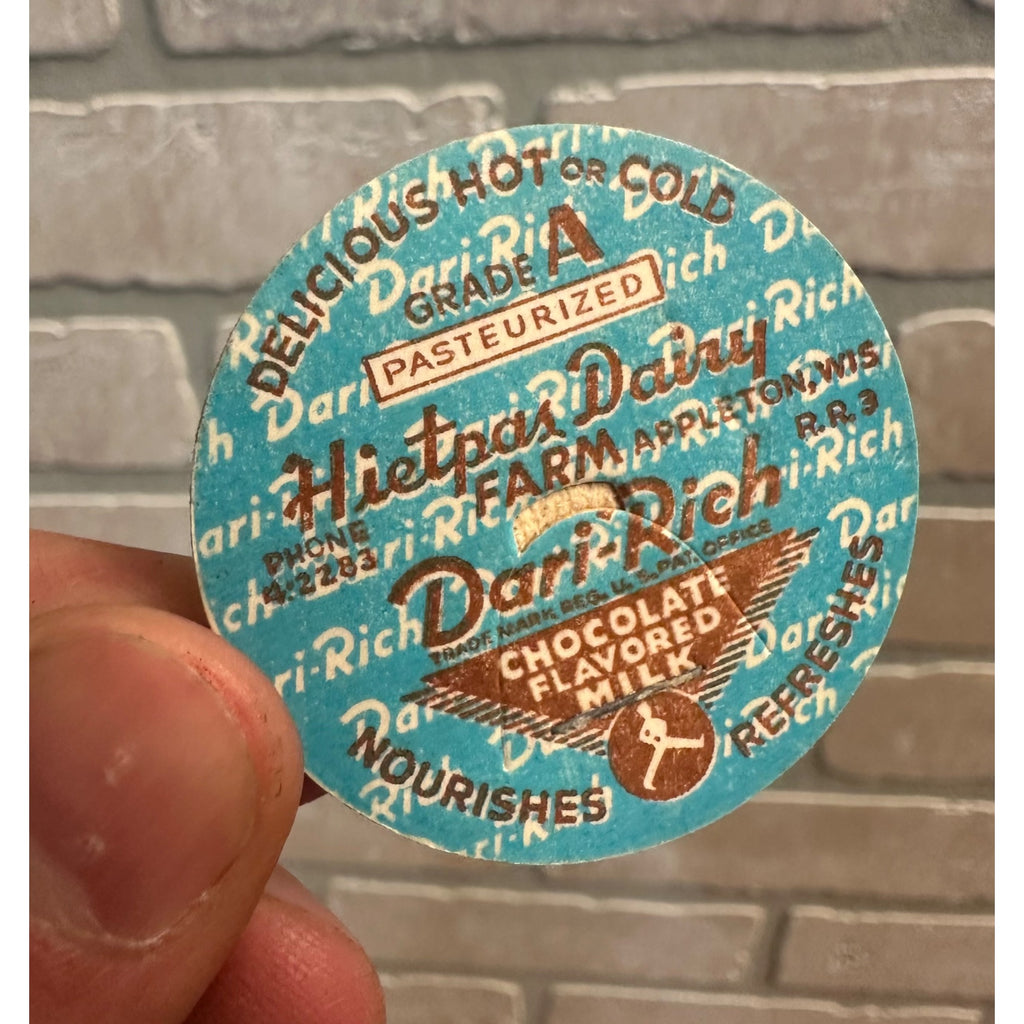 DELICIOUS HOT OR COLD
GRADE A
PASTEURIZED
Hietpas Dairy
FARM APPLETON, WIS.
R.R. 3
PHONE
4-2283
Dari-Rich
TRADE MARK REG. U. S. PAT. OFFICE
CHOCOLATE
FLAVORED
MILK
NOURISHES
REFRESHES